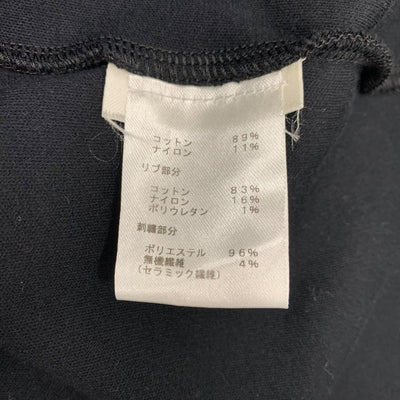 コットン 89%
ナイロン 11%
リブ部分
コットン 83%
ナイロン 16%
ポリウレタン 1%
刺繍部分
ポリエステル 96%
無機繊維 4%
(セラミック繊維)